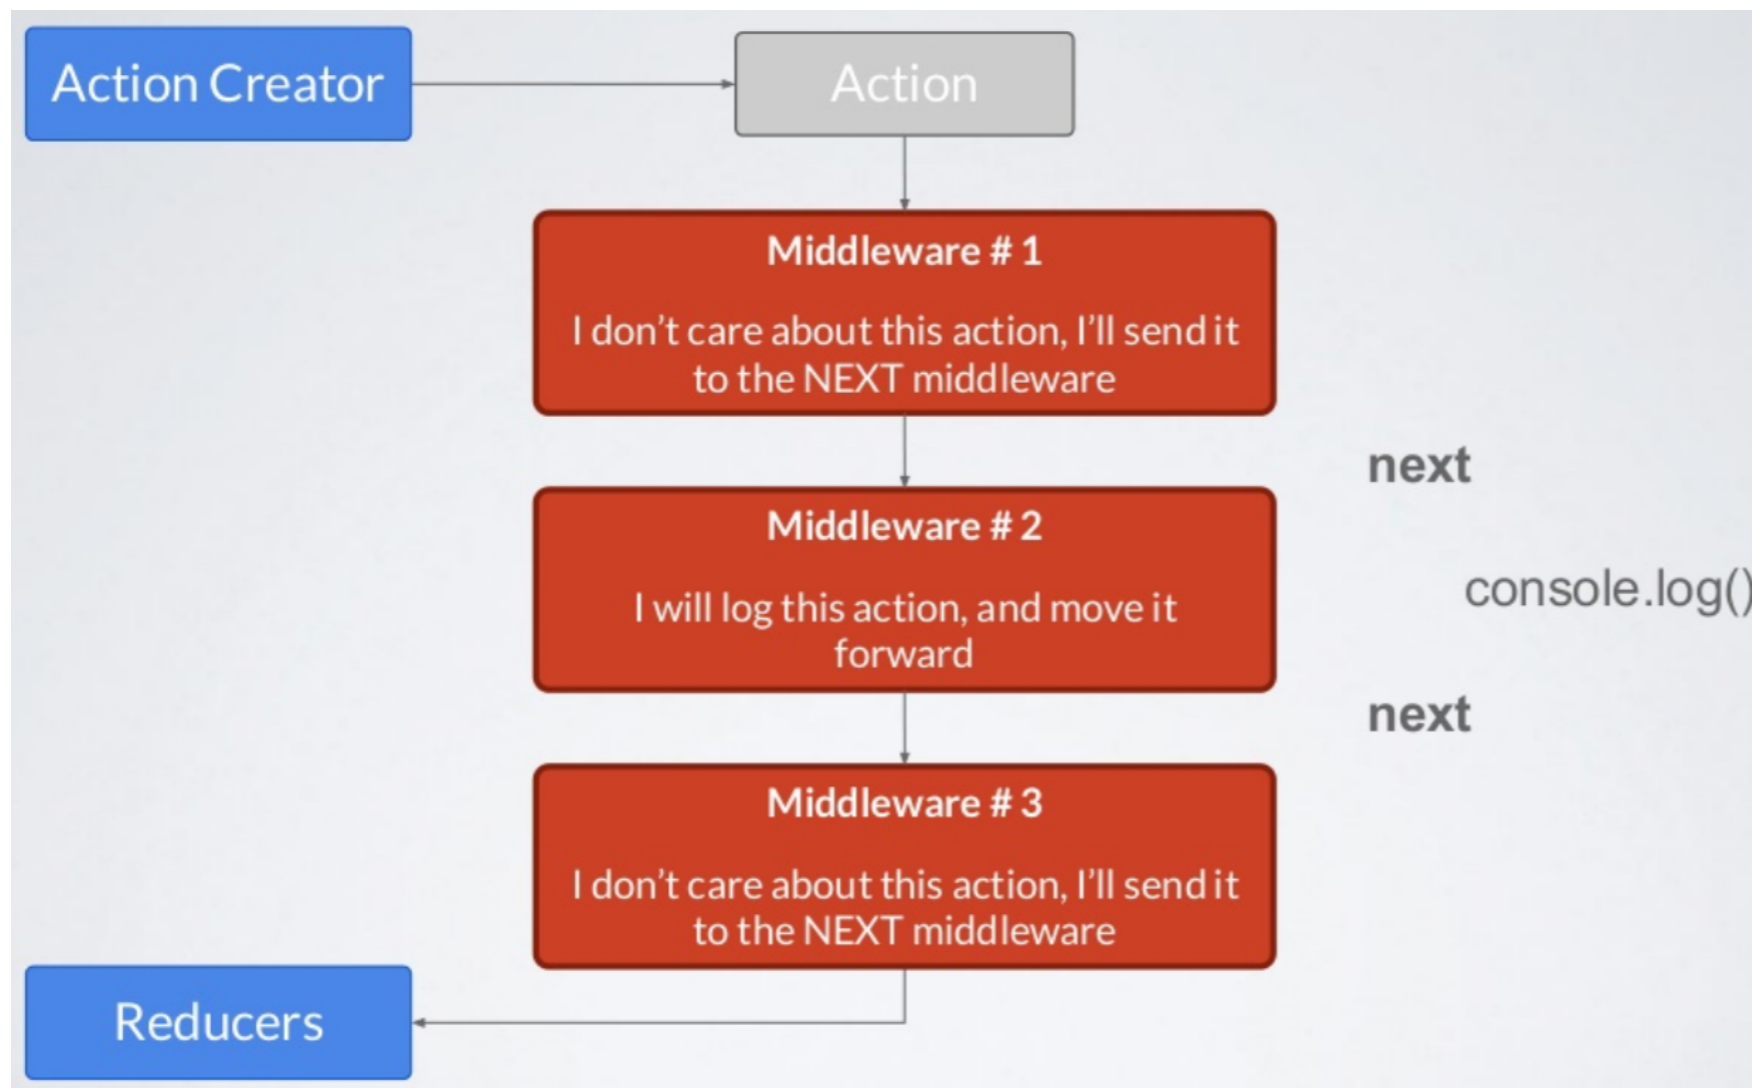 Action Creator
Action
Middleware # 1
I don't care about this action, I'll send it
to the NEXT middleware
next
Middleware # 2
I will log this action, and move it
forward
console.log()
next
Middleware # 3
I don't care about this action, I'll send it
to the NEXT middleware
Reducers